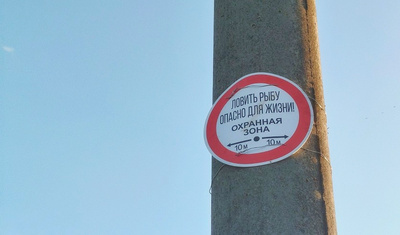 ЛОВИТЬ РЫБУ
ОПАСНО ДЛЯ ЖИЗНИ!
ОХРАННАЯ
ЗОНА
10 м 10 м